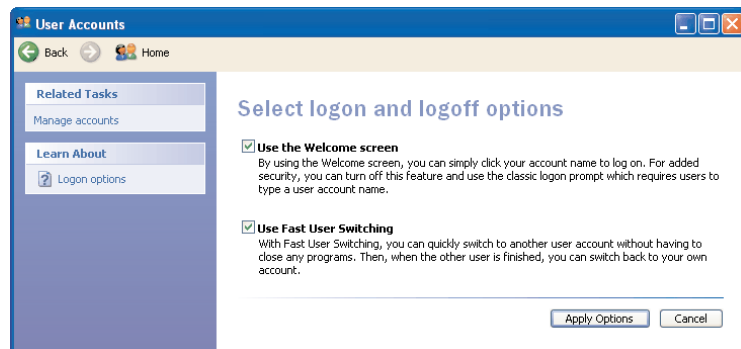 User Accounts
Back Home
Related Tasks
Manage accounts
Learn About
Logon options
Select logon and logoff options
Use the Welcome screen
By using the Welcome screen, you can simply click your account name to log on. For added
security, you can turn off this feature and use the classic logon prompt which requires users to
type a user account name.
Use Fast User Switching
With Fast User Switching, you can quickly switch to another user account without having to
close any programs. Then, when the other user is finished, you can switch back to your own
account.
Apply Options Cancel